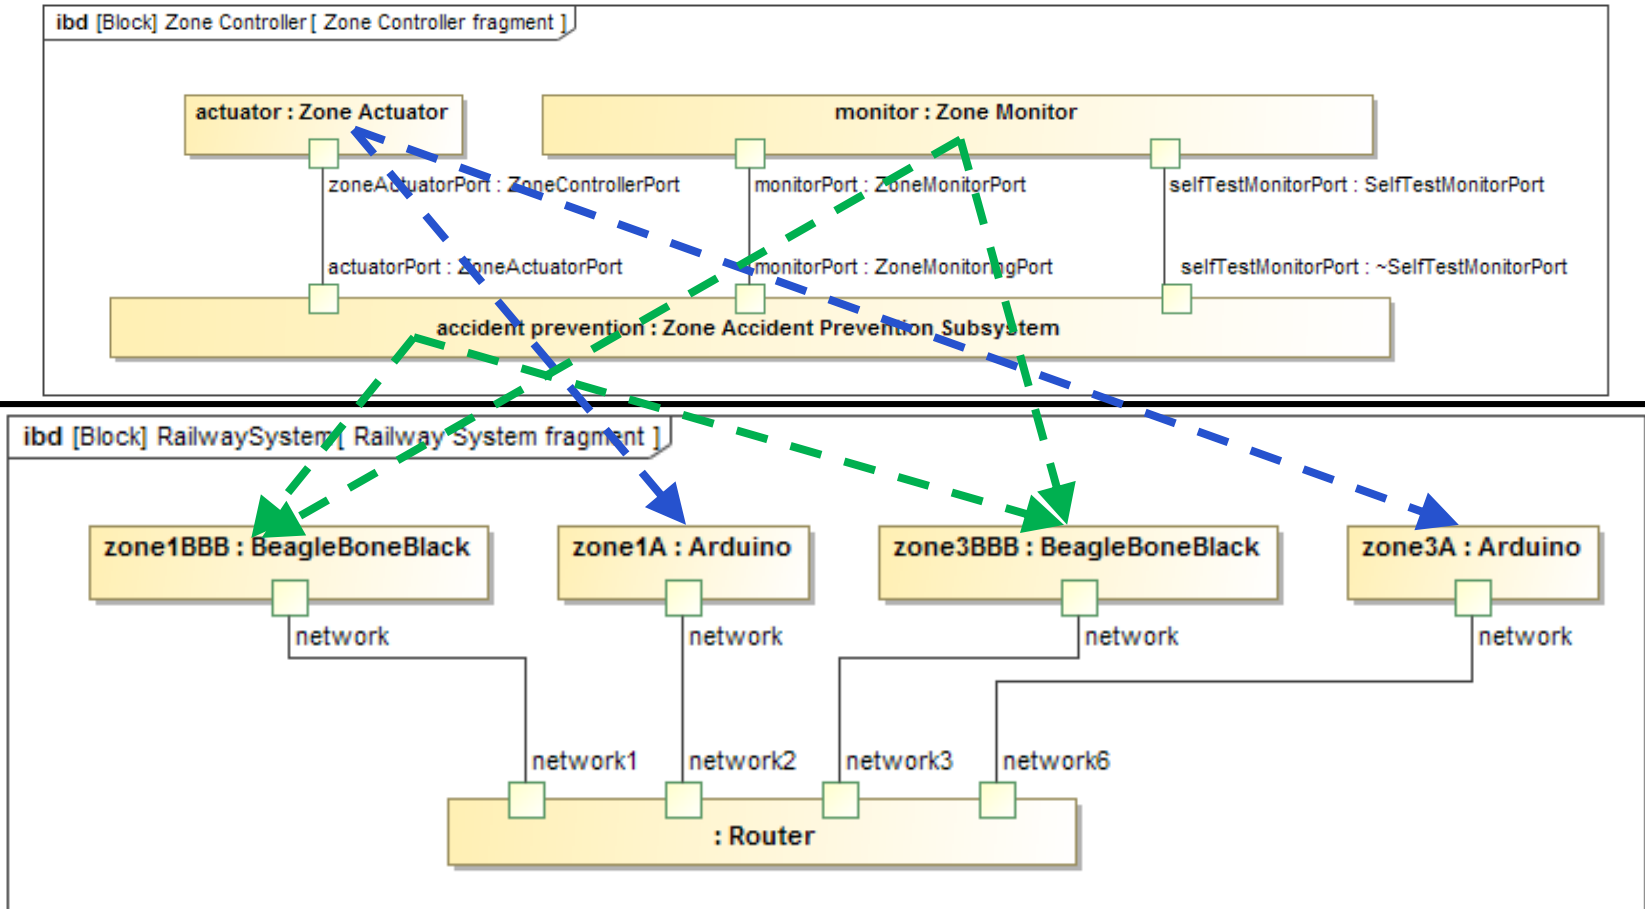 ibd [Block] Zone Controller [ Zone Controller fragment ]
actuator : Zone Actuator
monitor : Zone Monitor
zoneActuatorPort : ZoneControllerPort
monitorPort : ZoneMonitorPort
selfTestMonitorPort : SelfTestMonitorPort
actuatorPort : ZoneActuatorPort
monitorPort : ZoneMonitoringPort
selfTestMonitorPort : ~SelfTestMonitorPort
accident prevention : Zone Accident Prevention Subsystem
ibd [Block] RailwaySystem [ Railway System fragment ]
zone1BBB : BeagleBoneBlack
zone1A : Arduino
zone3BBB : BeagleBoneBlack
zone3A : Arduino
network
network
network
network
network1
network2
network3
network6
: Router